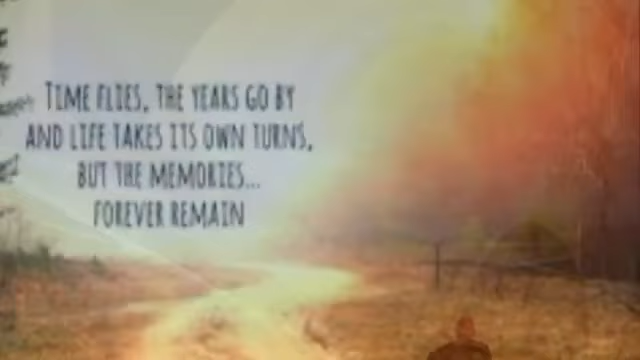 TIME FLIES, THE YEARS GO BY
AND LIFE TAKES ITS OWN TURNS,
BUT THE MEMORIES...
FOREVER REMAIN